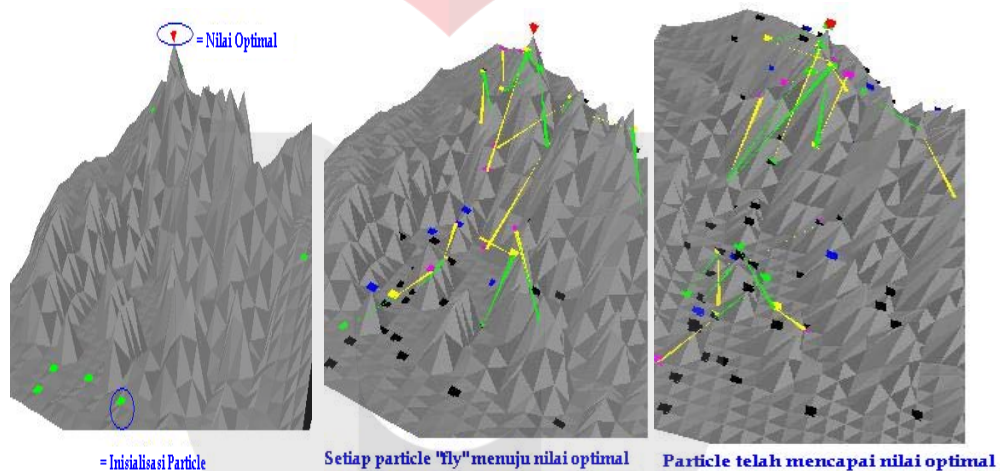 = Nilai Optimal
= Inisialisasi Particle
Setiap particle "fly" menuju nilai optimal
Particle telah mencapai nilai optimal